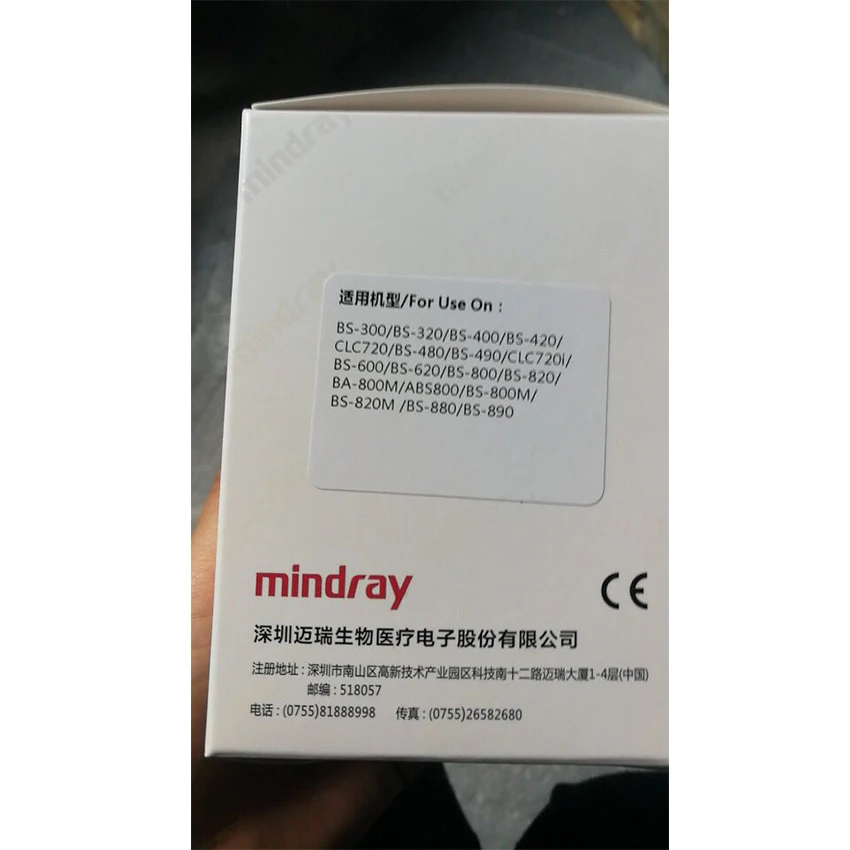 mindray
mindray
适用机型/For Use On :
BS-300/BS-320/BS-400/BS-420/
CLC720/BS-480/BS-490/CLC720i/
BS-600/BS-620/BS-800/BS-820/
BA-800M/ABS800/BS-800M/
BS-820M /BS-880/BS-890
mindray
CE
深圳迈瑞生物医疗电子股份有限公司
注册地址：深圳市南山区高新技术产业园区科技南十二路迈瑞大厦1-4层(中国)
邮编：518057
电话：(0755)81888998 传真：(0755)26582680